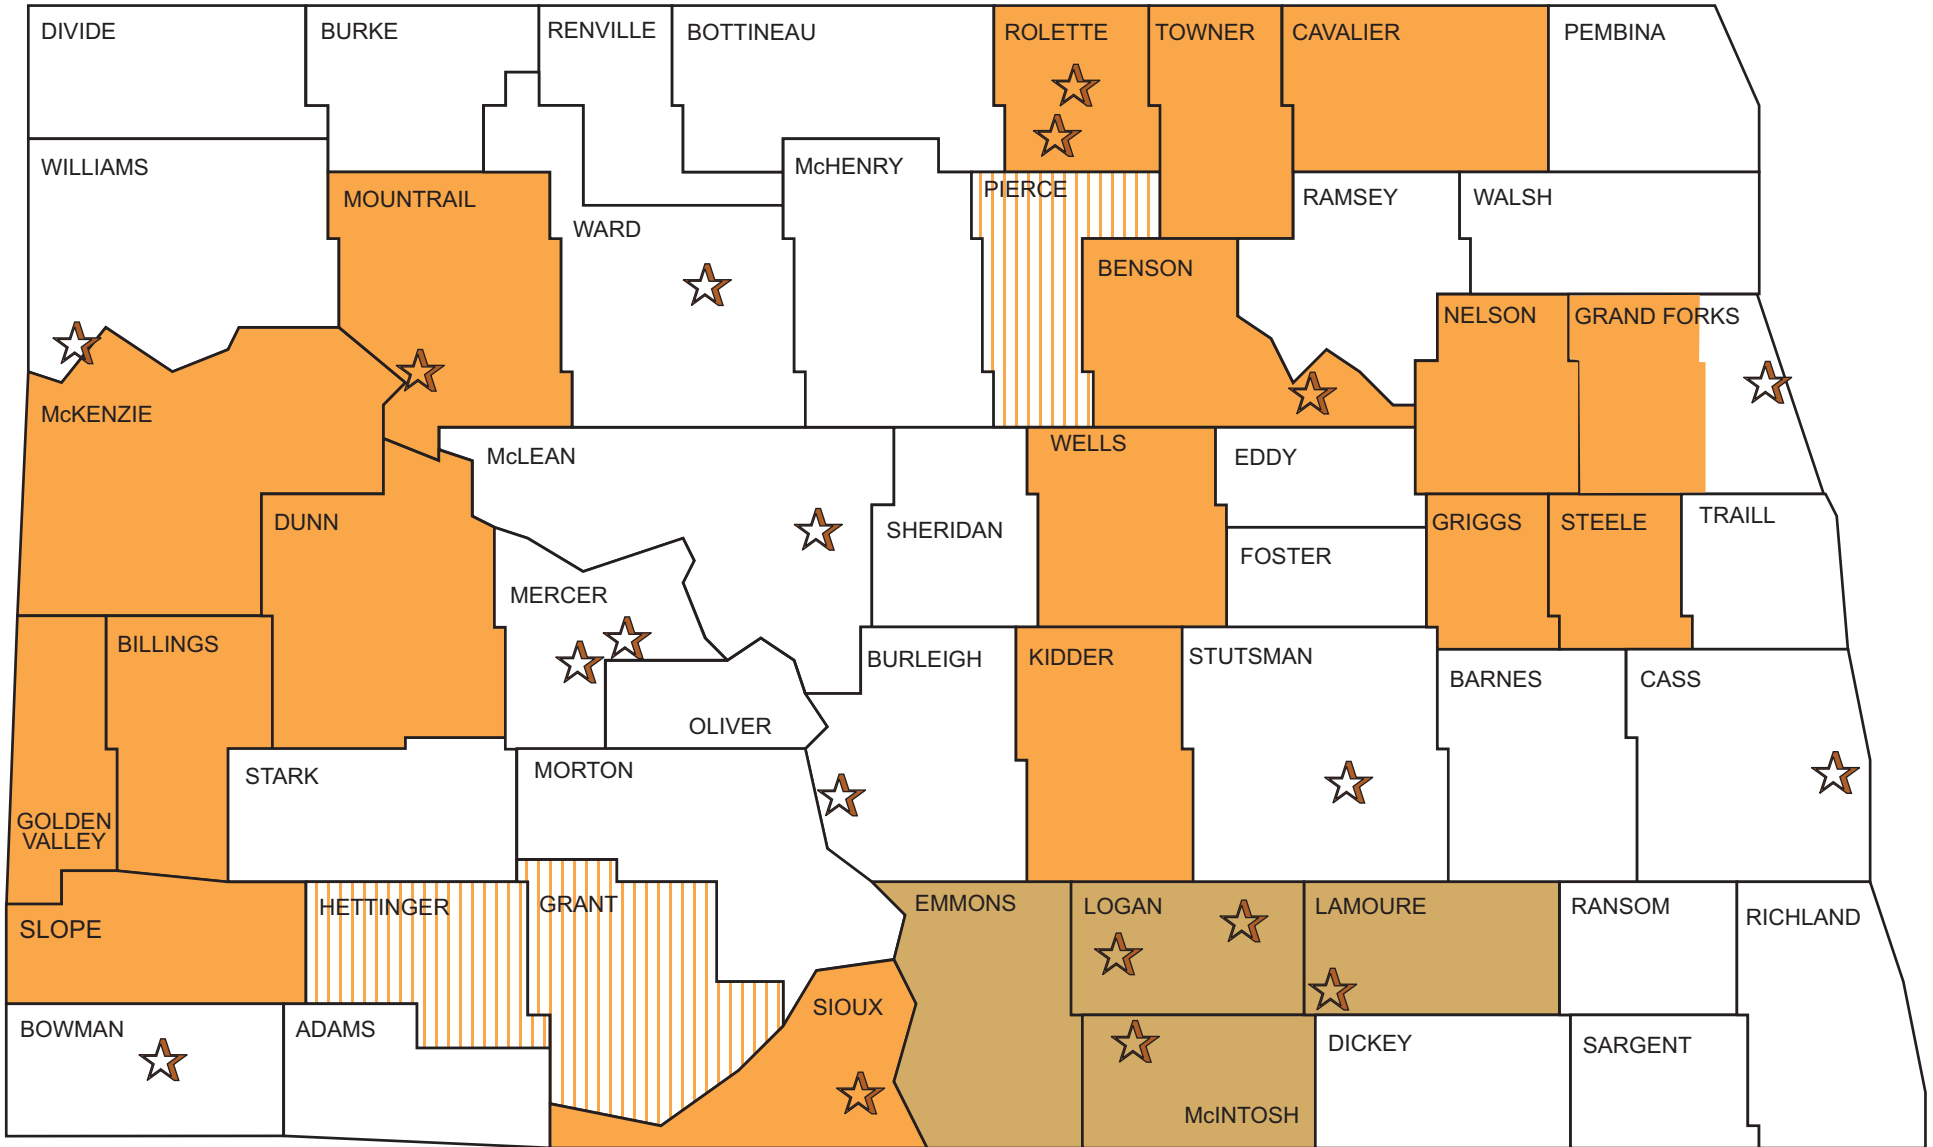 DIVIDE
BURKE
RENVILLE
BOTTINEAU
ROLETTE
TOWNER
CAVALIER
PEMBINA
WILLIAMS
MOUNTRAIL
WARD
McHENRY
PIERCE
RAMSEY
WALSH
BENSON
NELSON
GRAND FORKS
McKENZIE
McLEAN
WELLS
EDDY
DUNN
SHERIDAN
GRIGGS
STEELE
TRAILL
FOSTER
MERCER
BILLINGS
BURLEIGH
KIDDER
STUTSMAN
BARNES
CASS
OLIVER
GOLDEN
VALLEY
STARK
MORTON
SLOPE
HETTINGER
GRANT
EMMONS
LOGAN
LAMOURE
RANSOM
RICHLAND
SIOUX
BOWMAN
ADAMS
DICKEY
SARGENT
McINTOSH